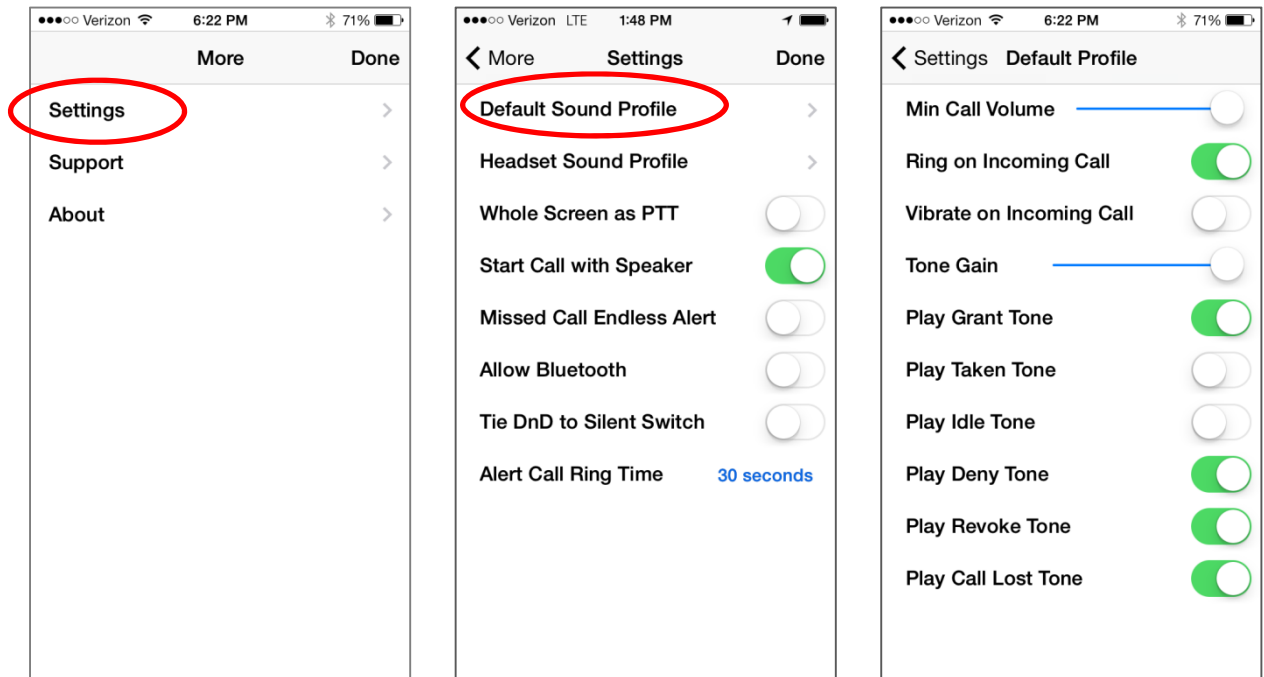 Verizon 6:22 PM 71%
More Done
Settings
Support
About
Verizon LTE 1:48 PM
More Settings Done
Default Sound Profile
Headset Sound Profile
Whole Screen as PTT
Start Call with Speaker
Missed Call Endless Alert
Allow Bluetooth
Tie DnD to Silent Switch
Alert Call Ring Time 30 seconds
Verizon 6:22 PM 71%
Settings Default Profile
Min Call Volume
Ring on Incoming Call
Vibrate on Incoming Call
Tone Gain
Play Grant Tone
Play Taken Tone
Play Idle Tone
Play Deny Tone
Play Revoke Tone
Play Call Lost Tone